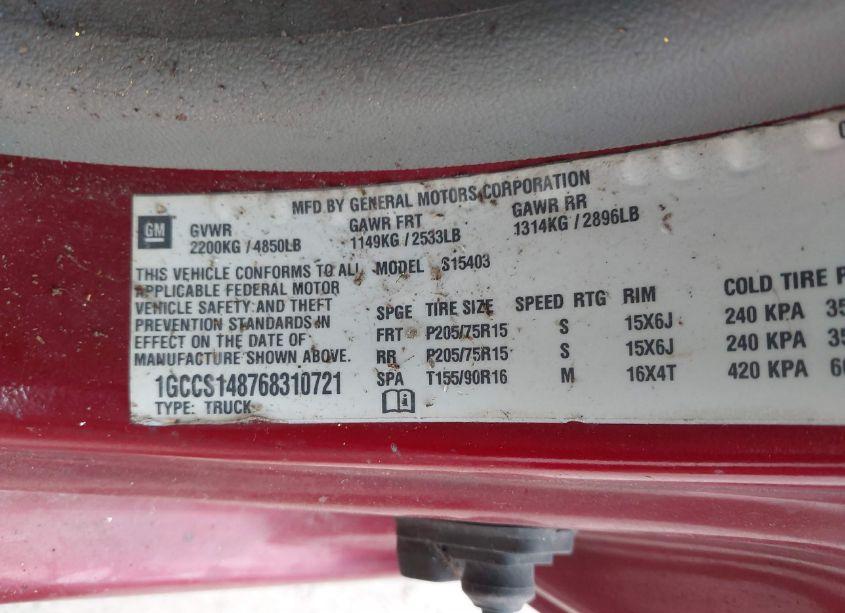 MFD BY GENERAL MOTORS CORPORATION
GM
GVWR GAWR FRT GAWR RR
2200KG / 4850LB 1149KG / 2533LB 1314KG / 2896LB
THIS VEHICLE CONFORMS TO ALL
APPLICABLE FEDERAL MOTOR
VEHICLE SAFETY AND THEFT
PREVENTION STANDARDS IN
EFFECT ON THE DATE OF
MANUFACTURE SHOWN ABOVE.
1GCCS148768310721
TYPE: TRUCK
MODEL S15403
SPGE TIRE SIZE SPEED RTG RIM COLD TIRE P
FRT P205/75R15 S 15X6J 240 KPA 35
RR P205/75R15 S 15X6J 240 KPA 35
SPA T155/90R16 M 16X4T 420 KPA 60